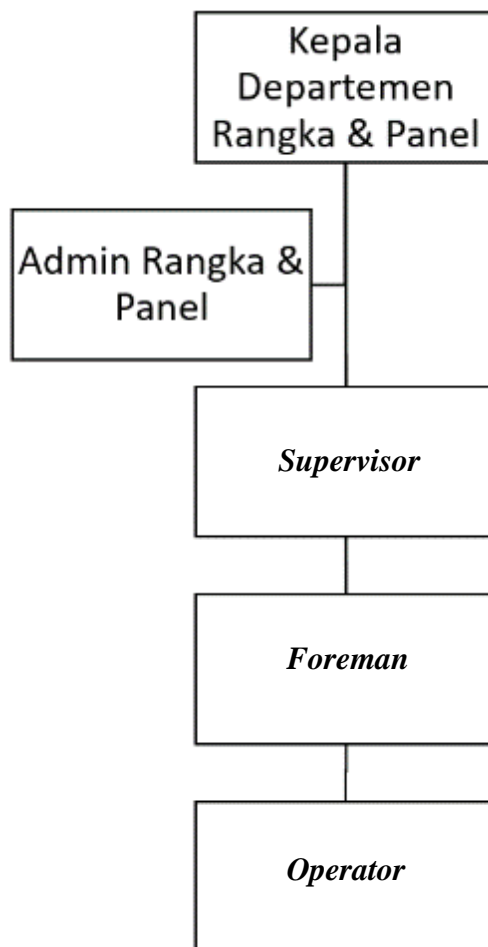 Kepala
Departemen
Rangka & Panel
Admin Rangka &
Panel
Supervisor
Foreman
Operator